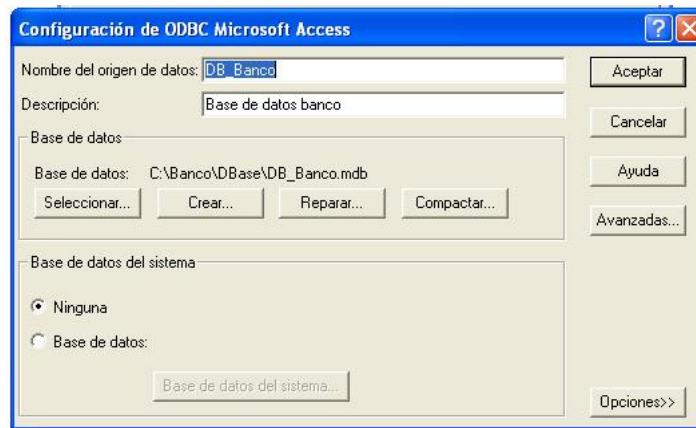 Configuración de ODBC Microsoft Access
Nombre del origen de datos: DB_Banco
Aceptar
Descripción: Base de datos banco
Cancelar
Base de datos
Base de datos: C:\Banco\DBase\DB_Banco.mdb
Ayuda
Seleccionar... Crear... Reparar... Compactar...
Avanzadas...
Base de datos del sistema
Ninguna
Base de datos:
Base de datos del sistema...
Opciones>>